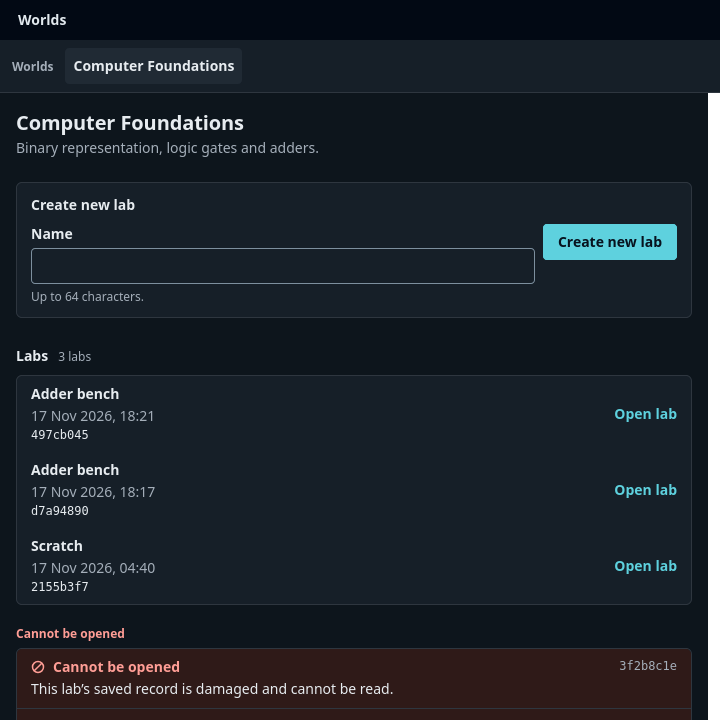 Worlds
Worlds Computer Foundations
Computer Foundations
Binary representation, logic gates and adders.
Create new lab
Name
Create new lab
Up to 64 characters.
Labs 3 labs
Adder bench
17 Nov 2026, 18:21
497cb045
Open lab
Adder bench
17 Nov 2026, 18:17
d7a94890
Open lab
Scratch
17 Nov 2026, 04:40
2155b3f7
Open lab
Cannot be opened
Cannot be opened 3f2b8c1e
This lab’s saved record is damaged and cannot be read.